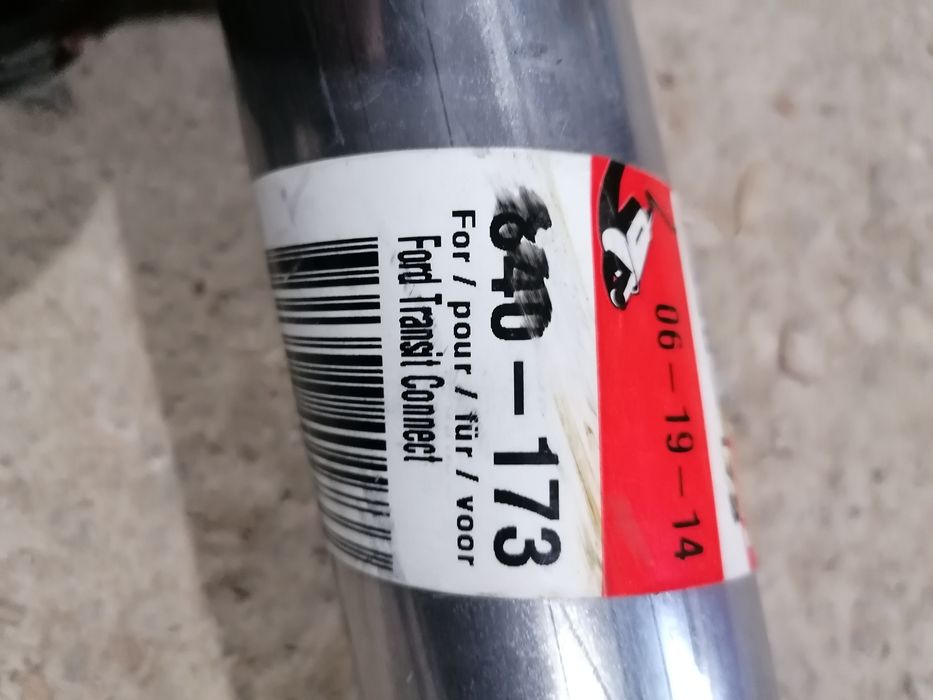 06-19-14
640-173
For / pour / für / voor
Ford Transit Connect